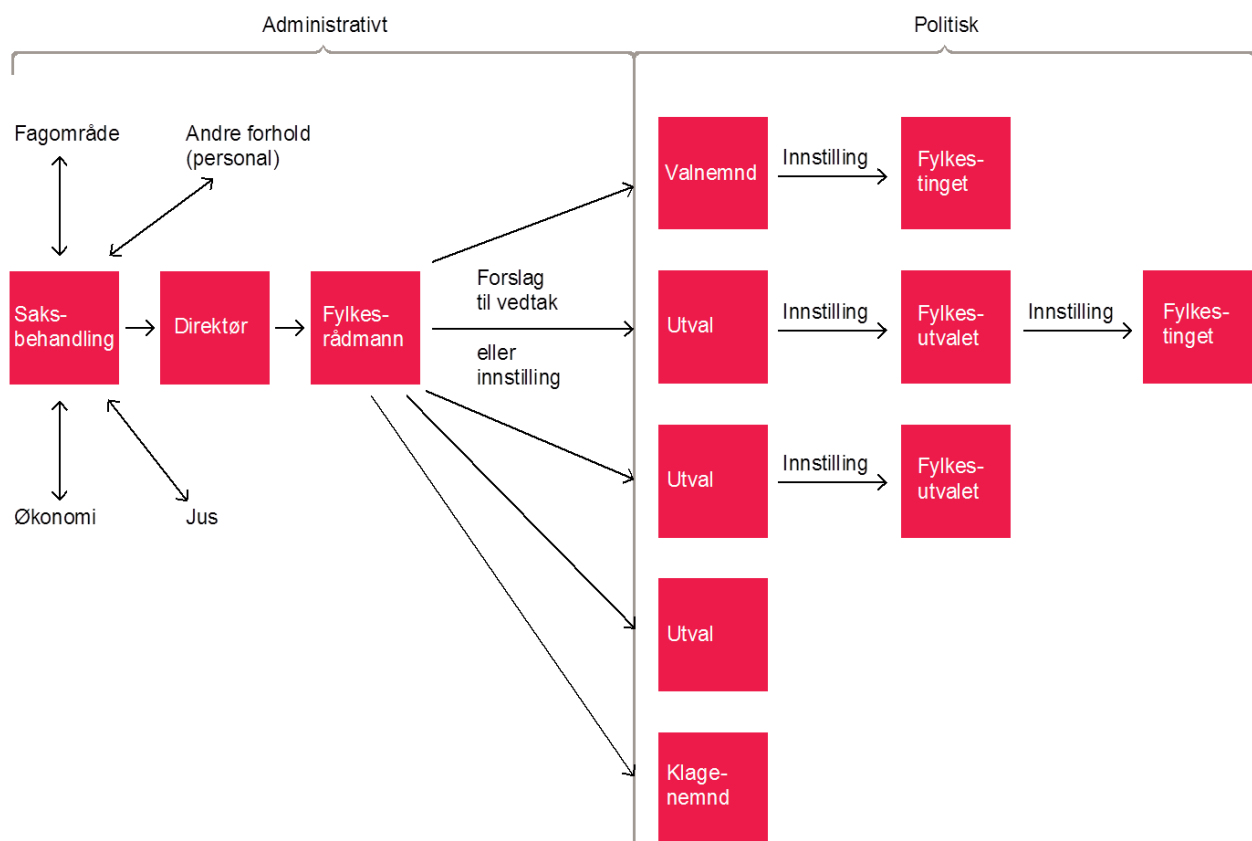 Administrativt
Politisk
Fagområde
Andre forhold
(personal)
Saks-
behandling
Direktør
Fylkes-
rådmann
Økonomi
Jus
Forslag
til vedtak
eller
innstilling
Valnemnd
Innstilling
Fylkes-
tinget
Utval
Innstilling
Fylkes-
utvalet
Innstilling
Fylkes-
tinget
Utval
Innstilling
Fylkes-
utvalet
Utval
Klage-
nemnd